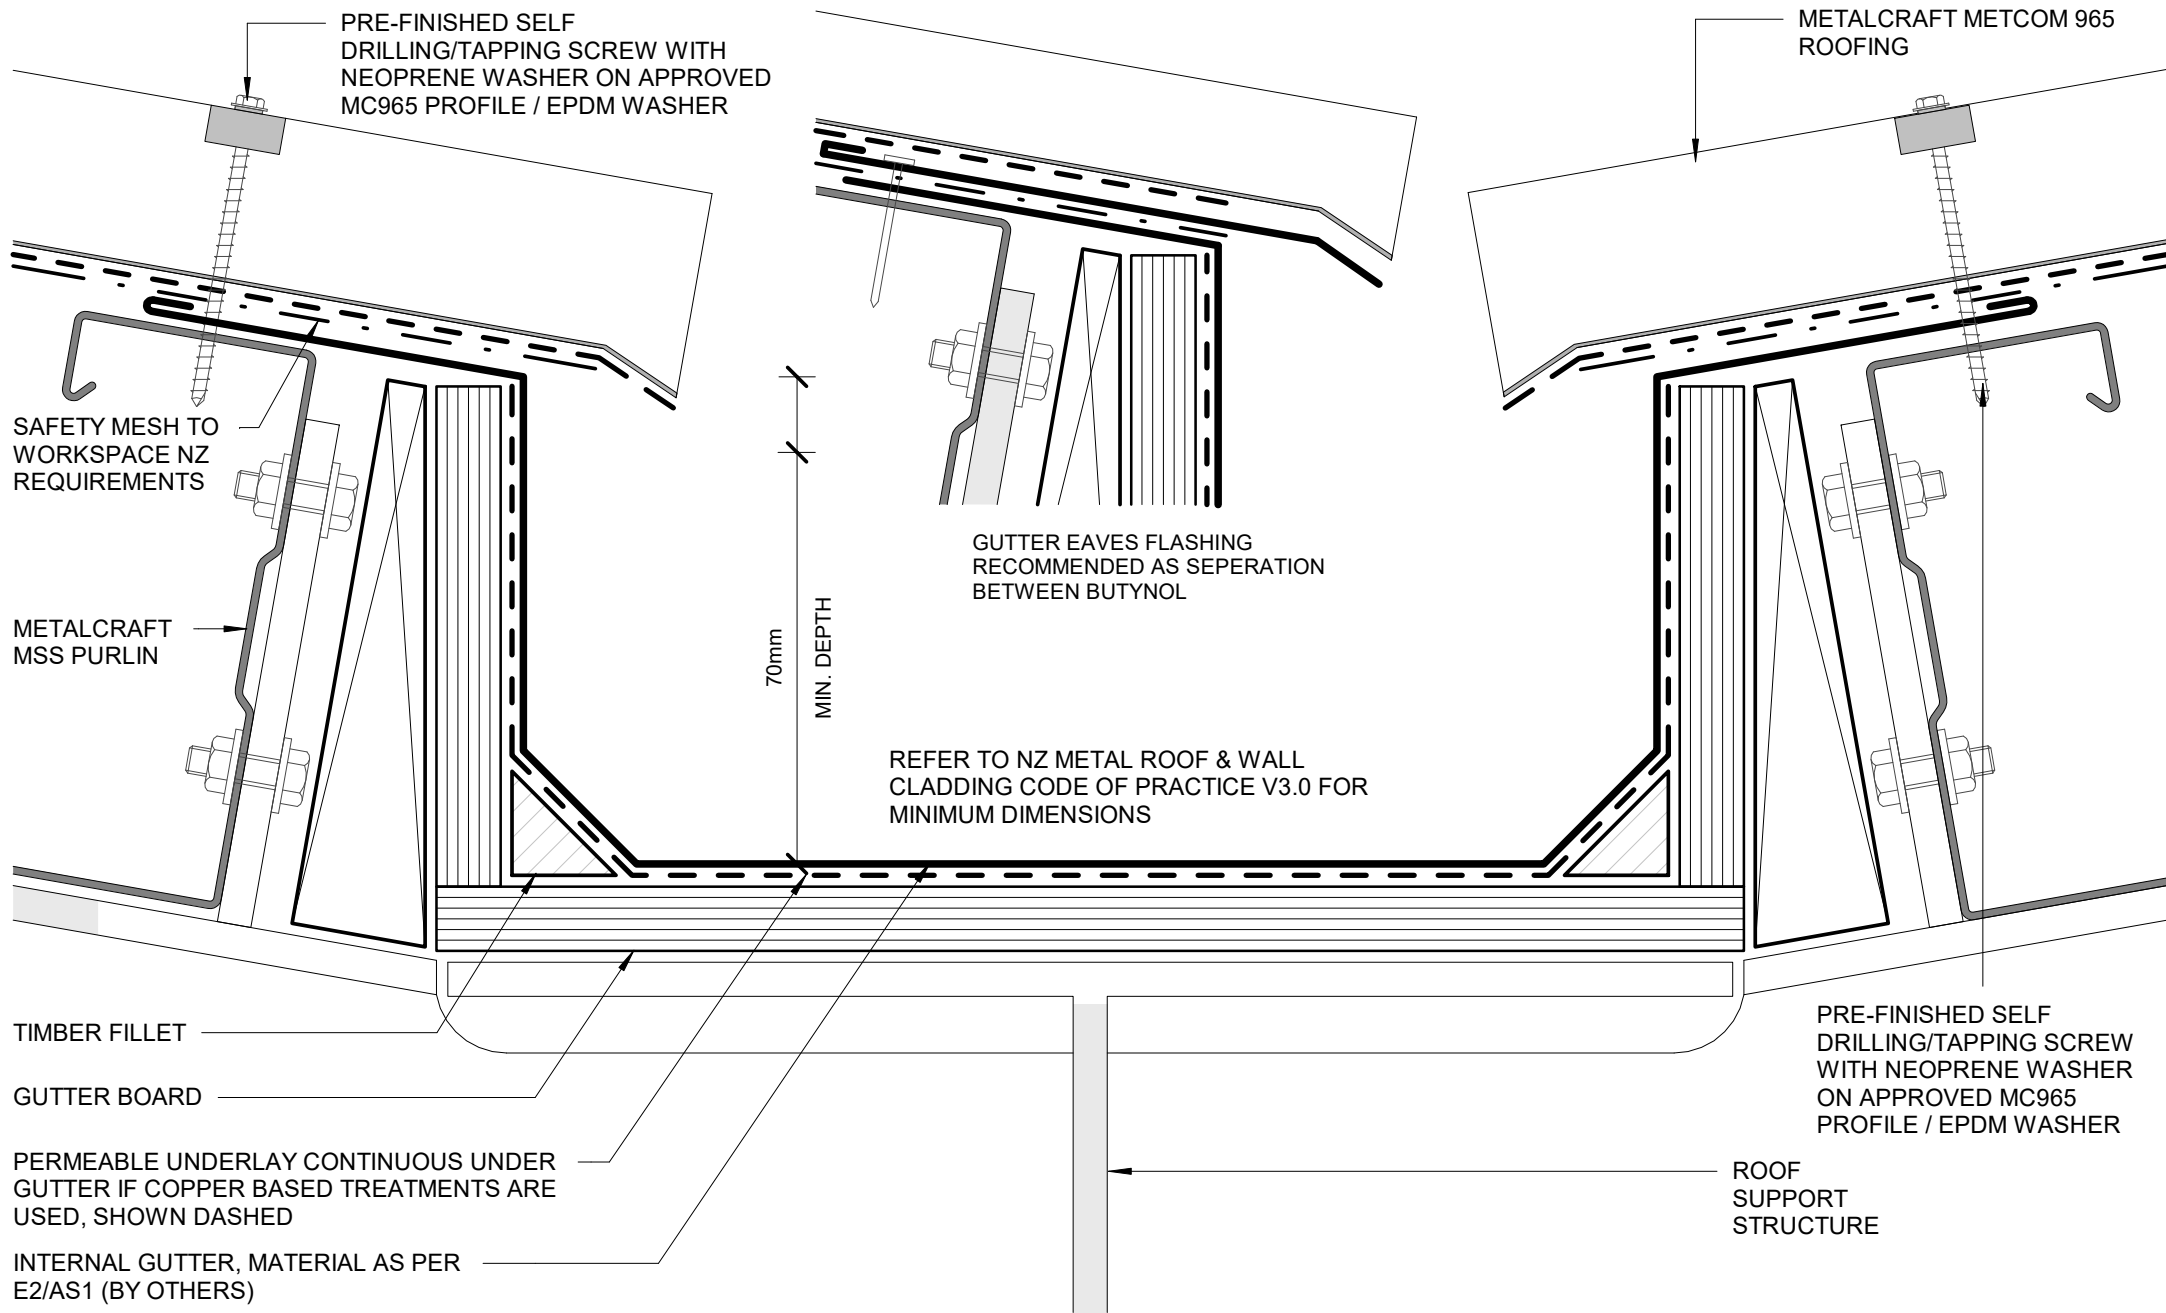 PRE-FINISHED SELF
DRILLING/TAPPING SCREW WITH
NEOPRENE WASHER ON APPROVED
MC965 PROFILE / EPDM WASHER
METALCRAFT METCOM 965
ROOFING
SAFETY MESH TO
WORKSPACE NZ
REQUIREMENTS
GUTTER EAVES FLASHING
RECOMMENDED AS SEPERATION
BETWEEN BUTYNOL
METALCRAFT
MSS PURLIN
70mm
MIN. DEPTH
REFER TO NZ METAL ROOF & WALL
CLADDING CODE OF PRACTICE V3.0 FOR
MINIMUM DIMENSIONS
TIMBER FILLET
GUTTER BOARD
PERMEABLE UNDERLAY CONTINUOUS UNDER
GUTTER IF COPPER BASED TREATMENTS ARE
USED, SHOWN DASHED
INTERNAL GUTTER, MATERIAL AS PER
E2/AS1 (BY OTHERS)
PRE-FINISHED SELF
DRILLING/TAPPING SCREW
WITH NEOPRENE WASHER
ON APPROVED MC965
PROFILE / EPDM WASHER
ROOF
SUPPORT
STRUCTURE